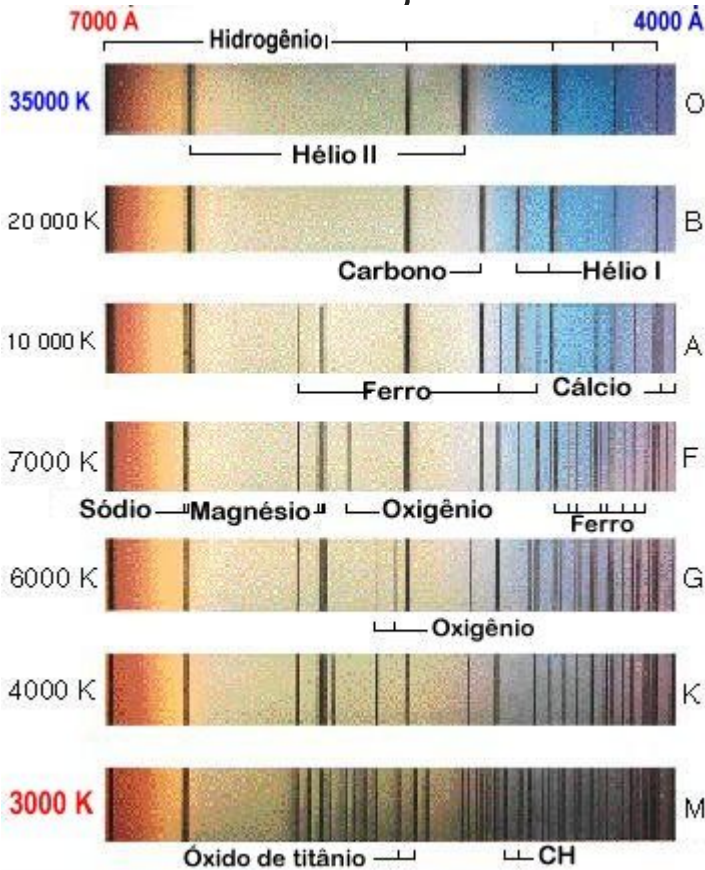 7000 Å 4000 Å
Hidrogênio
35000 K O
Hélio II
20 000 K B
Carbono Hélio I
10 000 K A
Ferro Cálcio
7000 K F
Sódio Magnésio Oxigênio Ferro
6000 K G
Oxigênio
4000 K K
3000 K M
Óxido de titânio CH